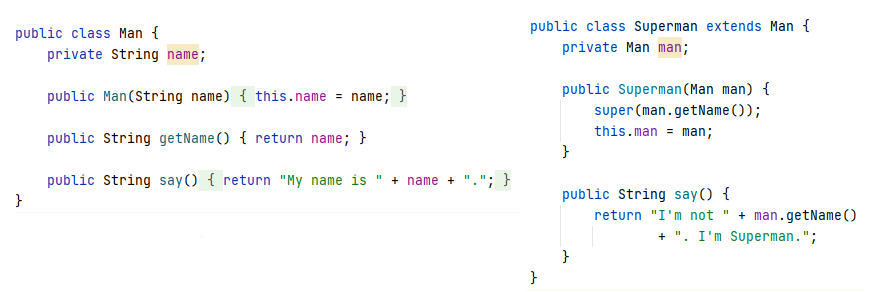 public class Man {
private String name;
public Man(String name) { this.name = name; }
public String getName() { return name; }
public String say() { return "My name is " + name + "."; }
}
public class Superman extends Man {
private Man man;
public Superman(Man man) {
super(man.getName());
this.man = man;
}
public String say() {
return "I'm not " + man.getName()
+ ". I'm Superman.";
}
}